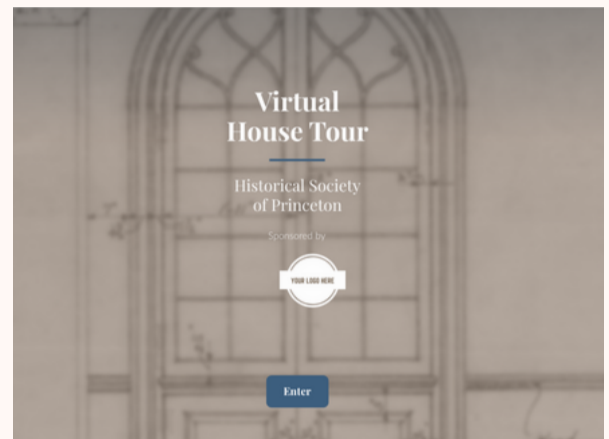 Virtual
House Tour
Historical Society
of Princeton
Sponsored by
YOUR LOGO HERE
Enter